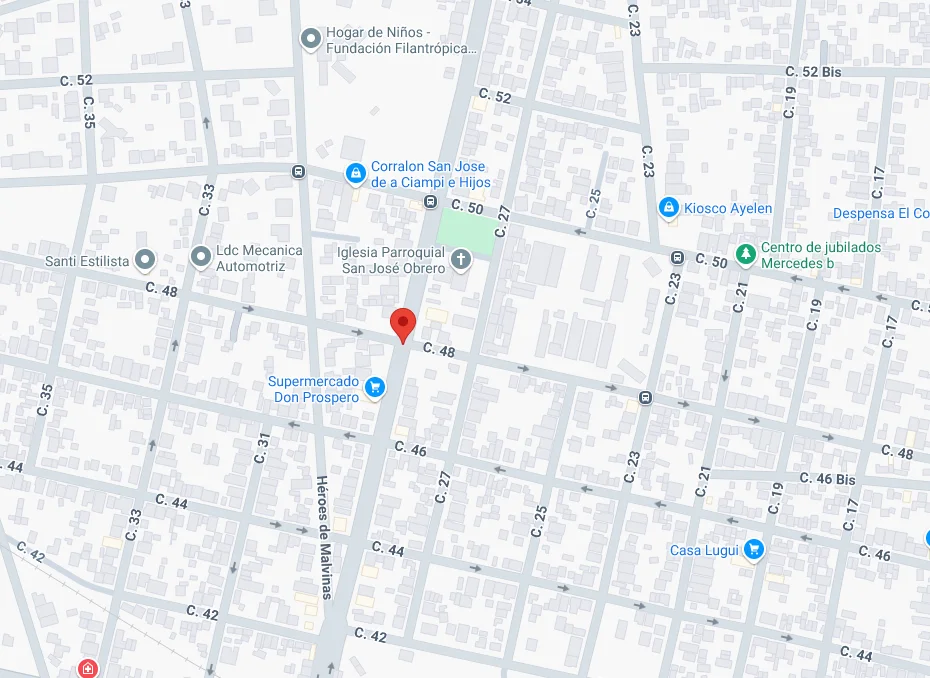 C. 54
C. 23
Hogar de Niños -
Fundación Filantrópica...
C. 52
C. 52 Bis
C. 35
C. 52
C. 19
C. 23
C. 17
Corralon San Jose
de a Ciampi e Hijos
C. 33
C. 50
C. 25
C. 27
Kiosco Ayelen
Despensa El Co
Iglesia Parroquial
San José Obrero
Ldc Mecanica
Automotriz
Santi Estilista
C. 50
Centro de jubilados
Mercedes b
C. 48
C. 23
C. 21
C. 19
C. 17
C. 48
Supermercado
Don Prospero
C. 35
C. 31
C. 46
C. 48
C. 44
C. 27
C. 23
C. 21
C. 46 Bis
C. 19
C. 17
C. 44
C. 33
Héroes de Malvinas
C. 25
C. 44
C. 42
Casa Lugui
C. 46
C. 42
C. 42
C. 44